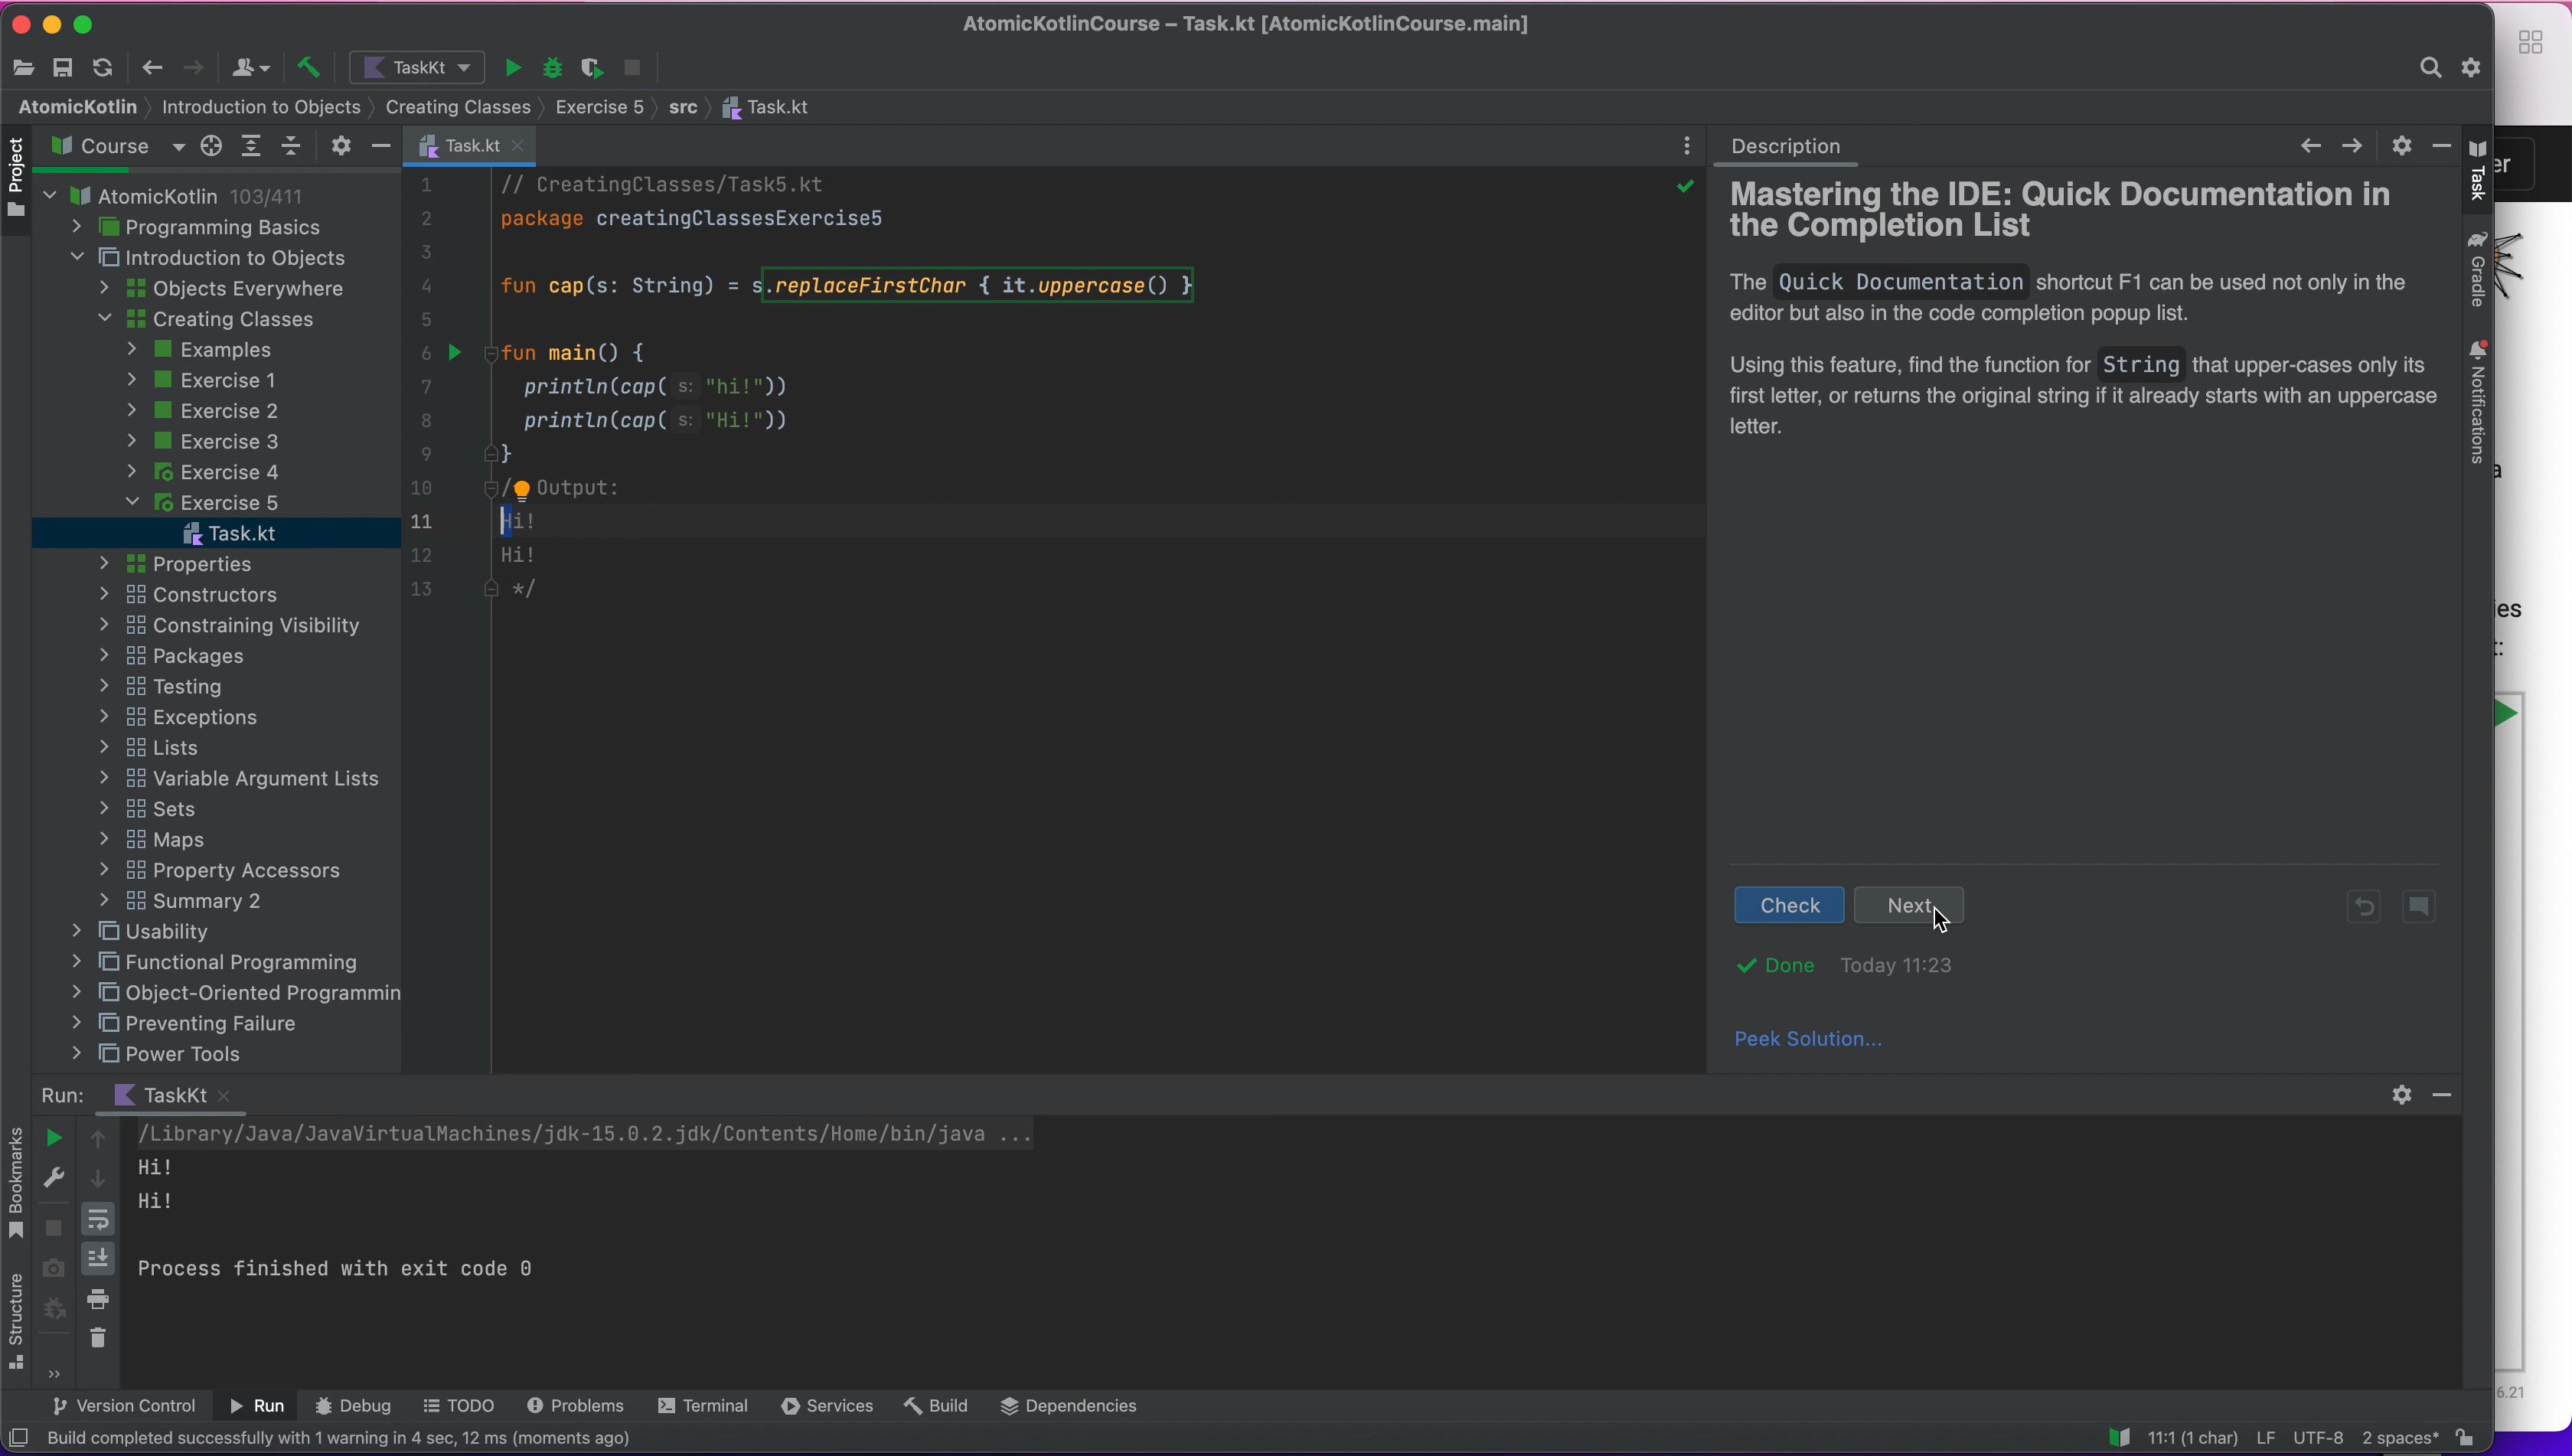 AtomicKotlinCourse – Task.kt [AtomicKotlinCourse.main]
TaskKt
AtomicKotlin Introduction to Objects Creating Classes Exercise 5 src Task.kt
Project
Course
AtomicKotlin 103/411
Programming Basics
Introduction to Objects
Objects Everywhere
Creating Classes
Examples
Exercise 1
Exercise 2
Exercise 3
Exercise 4
Exercise 5
Task.kt
Properties
Constructors
Constraining Visibility
Packages
Testing
Exceptions
Lists
Variable Argument Lists
Sets
Maps
Property Accessors
Summary 2
Usability
Functional Programming
Object-Oriented Programmin
Preventing Failure
Power Tools
Task.kt
1 // CreatingClasses/Task5.kt
2 package creatingClassesExercise5
3
4 fun cap(s: String) = s.replaceFirstChar { it.uppercase() }
5
6 fun main() {
7 println(cap( s: "hi!"))
8 println(cap( s: "Hi!"))
9 }
10 / Output:
11 Hi!
12 Hi!
13 */
Description
Mastering the IDE: Quick Documentation in
the Completion List
The Quick Documentation shortcut F1 can be used not only in the
editor but also in the code completion popup list.
Using this feature, find the function for String that upper-cases only its
first letter, or returns the original string if it already starts with an uppercase
letter.
Check Next
Done Today 11:23
Peek Solution...
Task
Gradle
Notifications
er
a
ies
t:
6.21
Run: TaskKt
/Library/Java/JavaVirtualMachines/jdk-15.0.2.jdk/Contents/Home/bin/java ...
Hi!
Hi!
Process finished with exit code 0
Bookmarks
Structure
Version Control Run Debug TODO Problems Terminal Services Build Dependencies
Build completed successfully with 1 warning in 4 sec, 12 ms (moments ago)
11:1 (1 char) LF UTF-8 2 spaces*